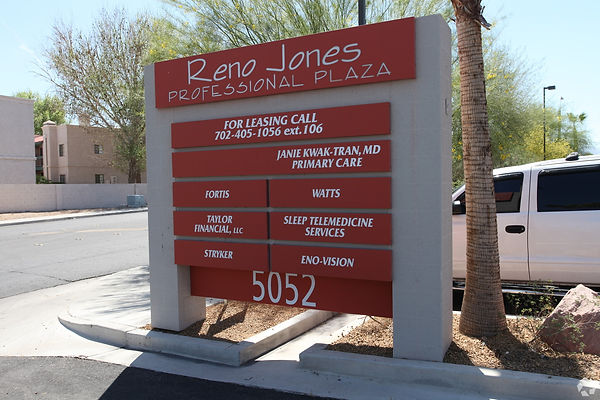 Reno Jones
PROFESSIONAL PLAZA
FOR LEASING CALL
702-405-1056 ext.106
JANIE KWAK-TRAN, MD
PRIMARY CARE
FORTIS
WATTS
TAYLOR
FINANCIAL, LLC
SLEEP TELEMEDICINE
SERVICES
STRYKER
ENO-VISION
5052